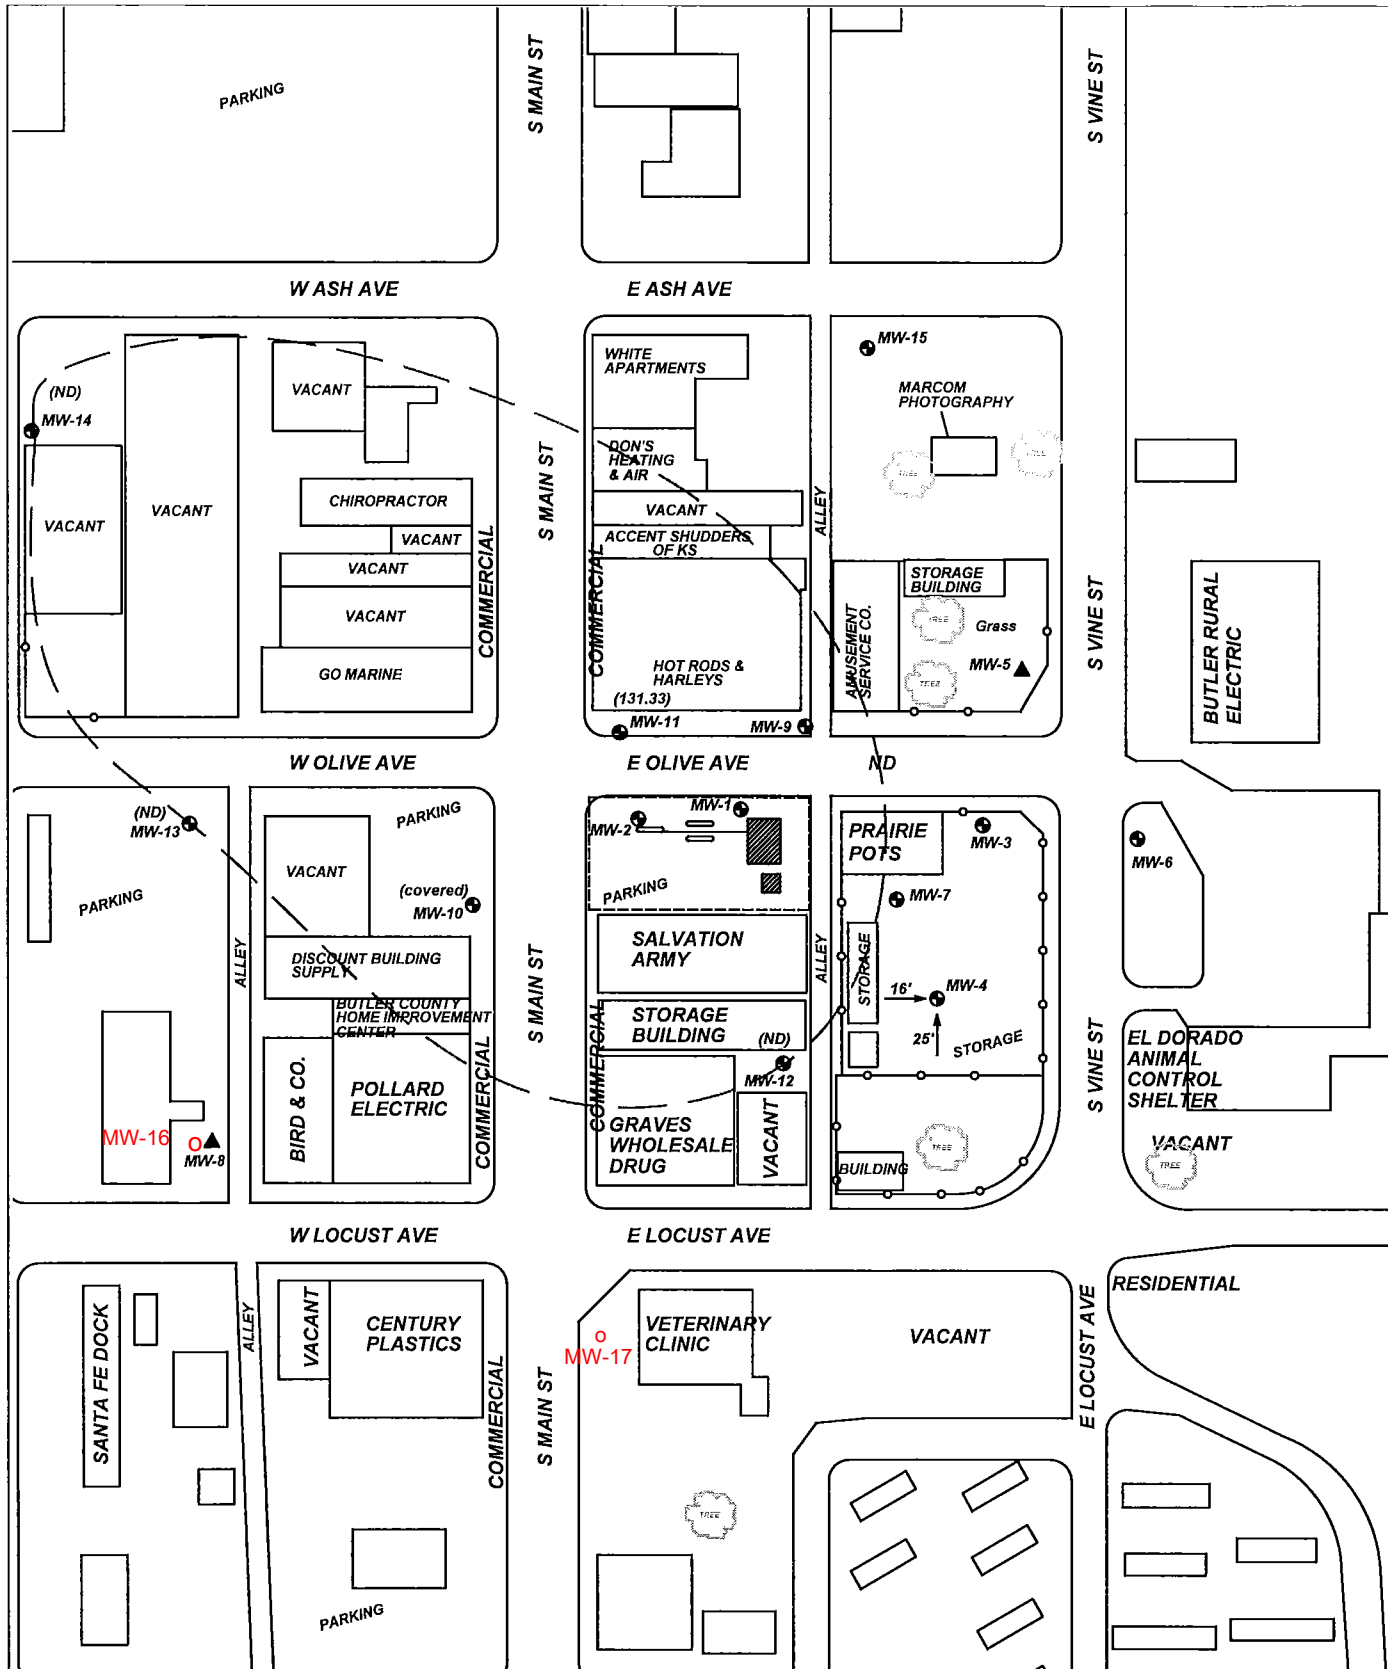 PARKING
S MAIN ST
S VINE ST
W ASH AVE
E ASH AVE
(ND)
MW-14
VACANT
VACANT
VACANT
CHIROPRACTOR
VACANT
VACANT
VACANT
GO MARINE
COMMERCIAL
S MAIN ST
WHITE
APARTMENTS
DON'S
HEATING
& AIR
VACANT
ACCENT SHUDDERS
OF KS
COMMERCIAL
HOT RODS &
HARLEYS
(131.33)
MW-11
MW-9
ALLEY
MW-15
MARCOM
PHOTOGRAPHY
TREE
TREE
STORAGE
BUILDING
AMUSEMENT
SERVICE CO.
TREE
Grass
MW-5
TREE
S VINE ST
BUTLER RURAL
ELECTRIC
W OLIVE AVE
E OLIVE AVE
ND
(ND)
MW-13
PARKING
ALLEY
PARKING
VACANT
(covered)
MW-10
DISCOUNT BUILDING
SUPPLY
BUTLER COUNTY
HOME IMPROVEMENT
CENTER
BIRD & CO.
POLLARD
ELECTRIC
COMMERCIAL
MW-16
MW-8
S MAIN ST
MW-1
MW-2
PARKING
SALVATION
ARMY
STORAGE
BUILDING
(ND)
MW-12
COMMERCIAL
GRAVES
WHOLESALE
DRUG
VACANT
ALLEY
PRAIRIE
POTS
MW-3
MW-7
STORAGE
16'
MW-4
25'
STORAGE
TREE
BUILDING
MW-6
S VINE ST
EL DORADO
ANIMAL
CONTROL
SHELTER
VACANT
TREE
W LOCUST AVE
E LOCUST AVE
SANTA FE DOCK
ALLEY
VACANT
CENTURY
PLASTICS
COMMERCIAL
PARKING
S MAIN ST
MW-17
VETERINARY
CLINIC
VACANT
TREE
E LOCUST AVE
RESIDENTIAL